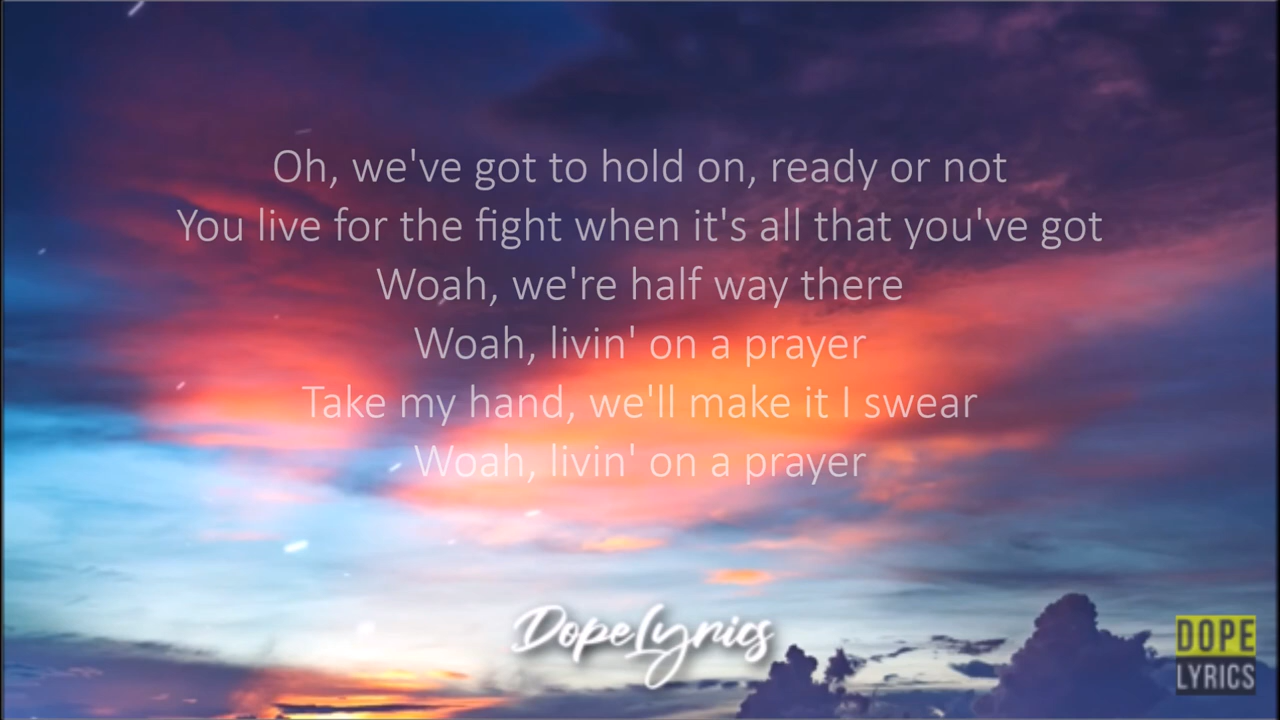 Oh, we've got to hold on, ready or not
You live for the fight when it's all that you've got
Woah, we're half way there
Woah, livin' on a prayer
Take my hand, we'll make it I swear
Woah, livin' on a prayer
DopeLyrics
DOPE
LYRICS